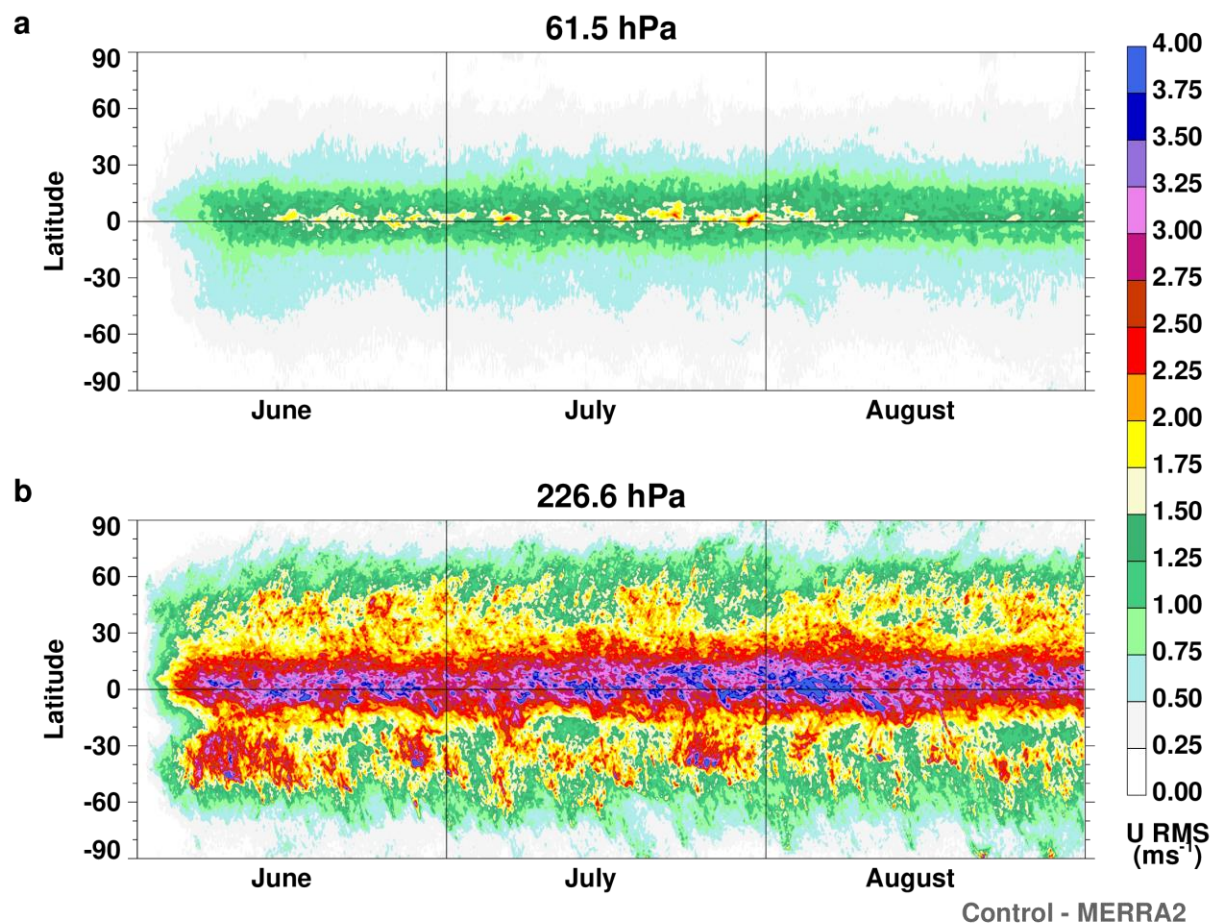 a
61.5 hPa
90
60
30
0
-30
-60
-90
Latitude
June July August
b
226.6 hPa
90
60
30
0
-30
-60
-90
Latitude
June July August
4.00
3.75
3.50
3.25
3.00
2.75
2.50
2.25
2.00
1.75
1.50
1.25
1.00
0.75
0.50
0.25
0.00
U RMS
(ms⁻¹)
Control - MERRA2